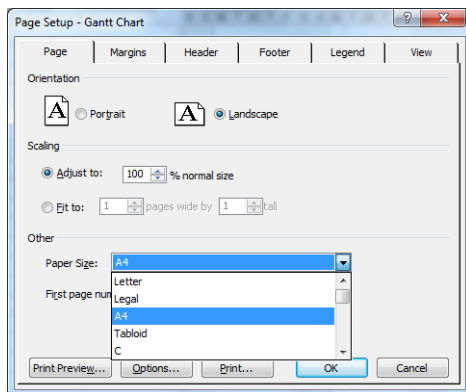 Page Setup - Gantt Chart
Page Margins Header Footer Legend View
Orientation
A Portrait A Landscape
Scaling
Adjust to: 100 % normal size
Fit to: 1 pages wide by 1 tall
Other
Paper Size: A4
Letter
First page num
Legal
A4
Tabloid
C
Print Preview... Options... Print... OK Cancel